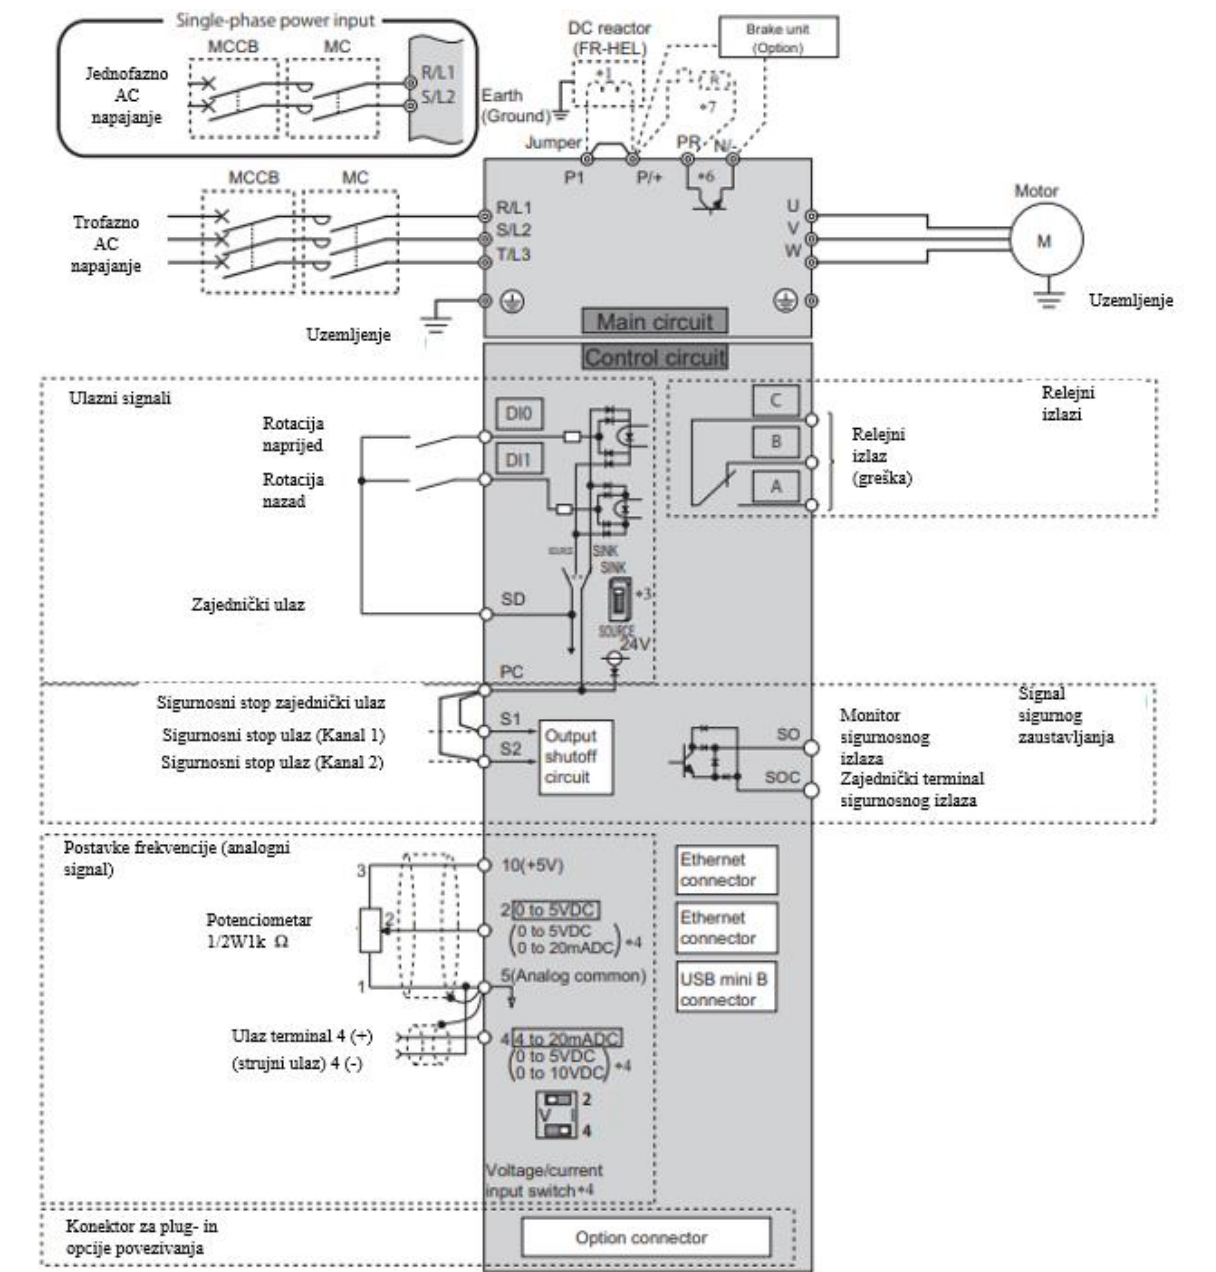 Single-phase power input
MCCB
MC
Jednofazno
AC
napajanje
R/L1
S/L2
Earth
(Ground)
DC reactor
(FR-HEL)
*1
Brake unit
(Option)
R
*7
Jumper
P1
P/+
PR
N/-
*6
MCCB
MC
Trofazno
AC
napajanje
R/L1
S/L2
T/L3
U
V
W
Motor
M
Uzemljenje
Uzemljenje
Main circuit
Control circuit
Ulazni signali
Rotacija
naprijed
Rotacija
nazad
DI0
DI1
SOURCE
SINK
SINK
*3
SOURCE
24V
Zajednički ulaz
SD
PC
C
B
A
Relejni
izlaz
(greška)
Relejni
izlazi
Sigurnosni stop zajednički ulaz
Sigurnosni stop ulaz (Kanal 1)
Sigurnosni stop ulaz (Kanal 2)
S1
S2
Output
shutoff
circuit
SO
SOC
Monitor
sigurnosnog
izlaza
Zajednički terminal
sigurnosnog izlaza
Signal
sigurnog
zaustavljanja
Postavke frekvencije (analogni
signal)
Potenciometar
1/2W1k Ω
3
2
1
10(+5V)
2 0 to 5VDC
(0 to 5VDC
0 to 20mADC) *4
5(Analog common)
Ulaz terminal 4 (+)
(strujni ulaz) 4 (-)
4 4 to 20mADC
(0 to 5VDC
0 to 10VDC) *4
2
V I
4
Voltage/current
input switch*4
Ethernet
connector
Ethernet
connector
USB mini B
connector
Konektor za plug- in
opcije povezivanja
Option connector